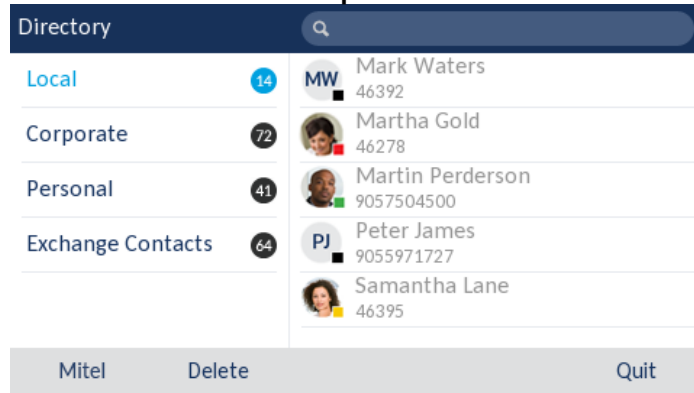 Directory
Local 14
Corporate 72
Personal 41
Exchange Contacts 64
MW Mark Waters
46392
Martha Gold
46278
Martin Perderson
9057504500
PJ Peter James
9055971727
Samantha Lane
46395
Mitel Delete Quit